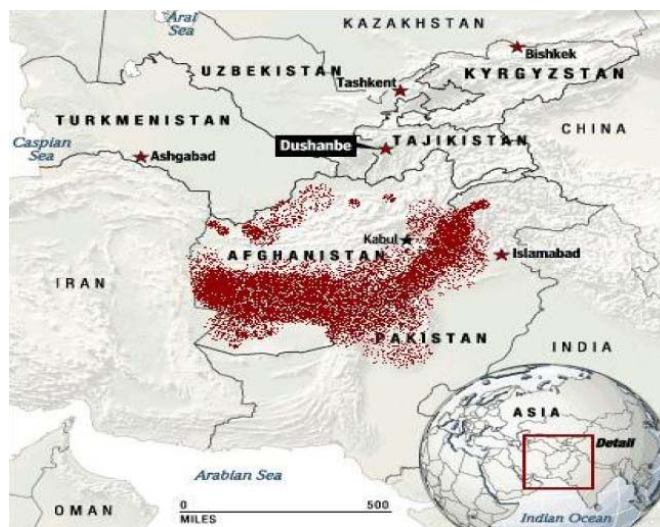 Aral
Sea
KAZAKHSTAN
Bishkek
UZBEKISTAN
Tashkent
KYRGYZSTAN
TURKMENISTAN
CHINA
Caspian
Sea
Ashgabad
Dushanbe
TAJIKISTAN
Kabul
AFGHANISTAN
Islamabad
IRAN
PAKISTAN
INDIA
ASIA
Detail
Arabian Sea
0 500
MILES
OMAN
Indian Ocean